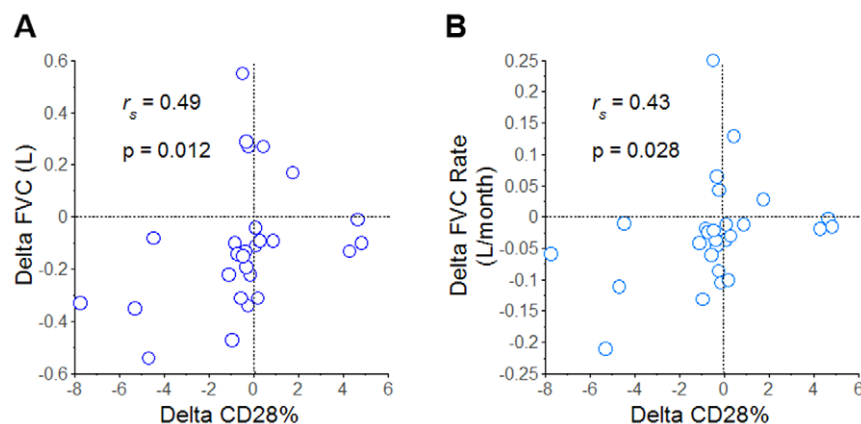 A
B
Delta FVC (L)
0.6
0.4
0.2
0
-0.2
-0.4
-0.6
r_s = 0.49
p = 0.012
-8 -6 -4 -2 0 2 4 6
Delta CD28%
Delta FVC Rate
(L/month)
0.25
0.2
0.15
0.1
0.05
0
-0.05
-0.1
-0.15
-0.2
-0.25
r_s = 0.43
p = 0.028
-8 -6 -4 -2 0 2 4 6
Delta CD28%